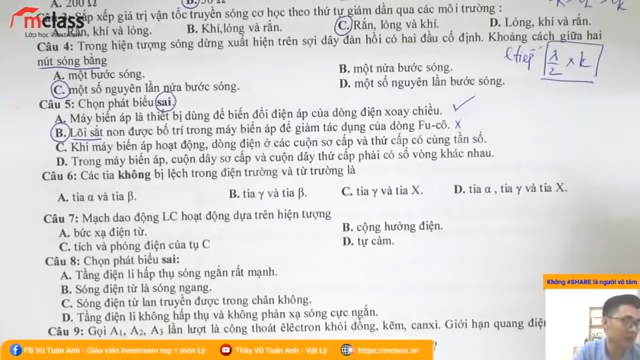 A. 200 Ω
mclass
Lớp học livestream
Sắp xếp giá trị vận tốc truyền sóng cơ học theo thứ tự giảm dần qua các môi trường :
A. Rắn, khí và lỏng.
B. Khí,lỏng và rắn.
C. Rắn, lỏng và khí.
D. Lỏng, khí và rắn.
Câu 4: Trong hiện tượng sóng dừng xuất hiện trên sợi dây đàn hồi có hai đầu cố định. Khoảng cách giữa hai
nút sóng bằng
A. một bước sóng.
B. một nửa bước sóng.
C. một số nguyên lần nửa bước sóng.
D. một số nguyên lần bước sóng.
λ/2 × k
Câu 5: Chọn phát biểu sai.
A. Máy biến áp là thiết bị dùng để biến đổi điện áp của dòng điện xoay chiều.
B. Lõi sắt non được bố trí trong máy biến áp để giảm tác dụng của dòng Fu-cô. x
C. Khi máy biến áp hoạt động, dòng điện ở các cuộn sơ cấp và thứ cấp có cùng tần số.
D. Trong máy biến áp, cuộn dây sơ cấp và cuộn dây thứ cấp phải có số vòng khác nhau.
Câu 6: Các tia không bị lệch trong điện trường và từ trường là
A. tia α và tia β.
B. tia γ và tia β.
C. tia γ và tia X.
D. tia α , tia γ và tia X.
Câu 7: Mạch dao động LC hoạt động dựa trên hiện tượng
A. bức xạ điện từ.
B. cộng hưởng điện.
C. tích và phóng điện của tụ C
D. tự cảm.
Câu 8: Chọn phát biểu sai:
A. Tầng điện li hấp thụ sóng ngắn rất mạnh.
B. Sóng điện từ là sóng ngang.
C. Sóng điện từ lan truyền được trong chân không.
D. Tầng điện li không hấp thụ và không phản xạ sóng cực ngắn.
Câu 9: Gọi A₁, A₂, A₃ lần lượt là công thoát êlêctron khỏi đồng, kẽm, canxi. Giới hạn quang điện
Không #SHARE là người vô tâm
FB Vũ Tuấn Anh - Giáo viên livestream top 1 môn Lý
Thầy Vũ Tuấn Anh - Vật Lý
https://mclass.vn